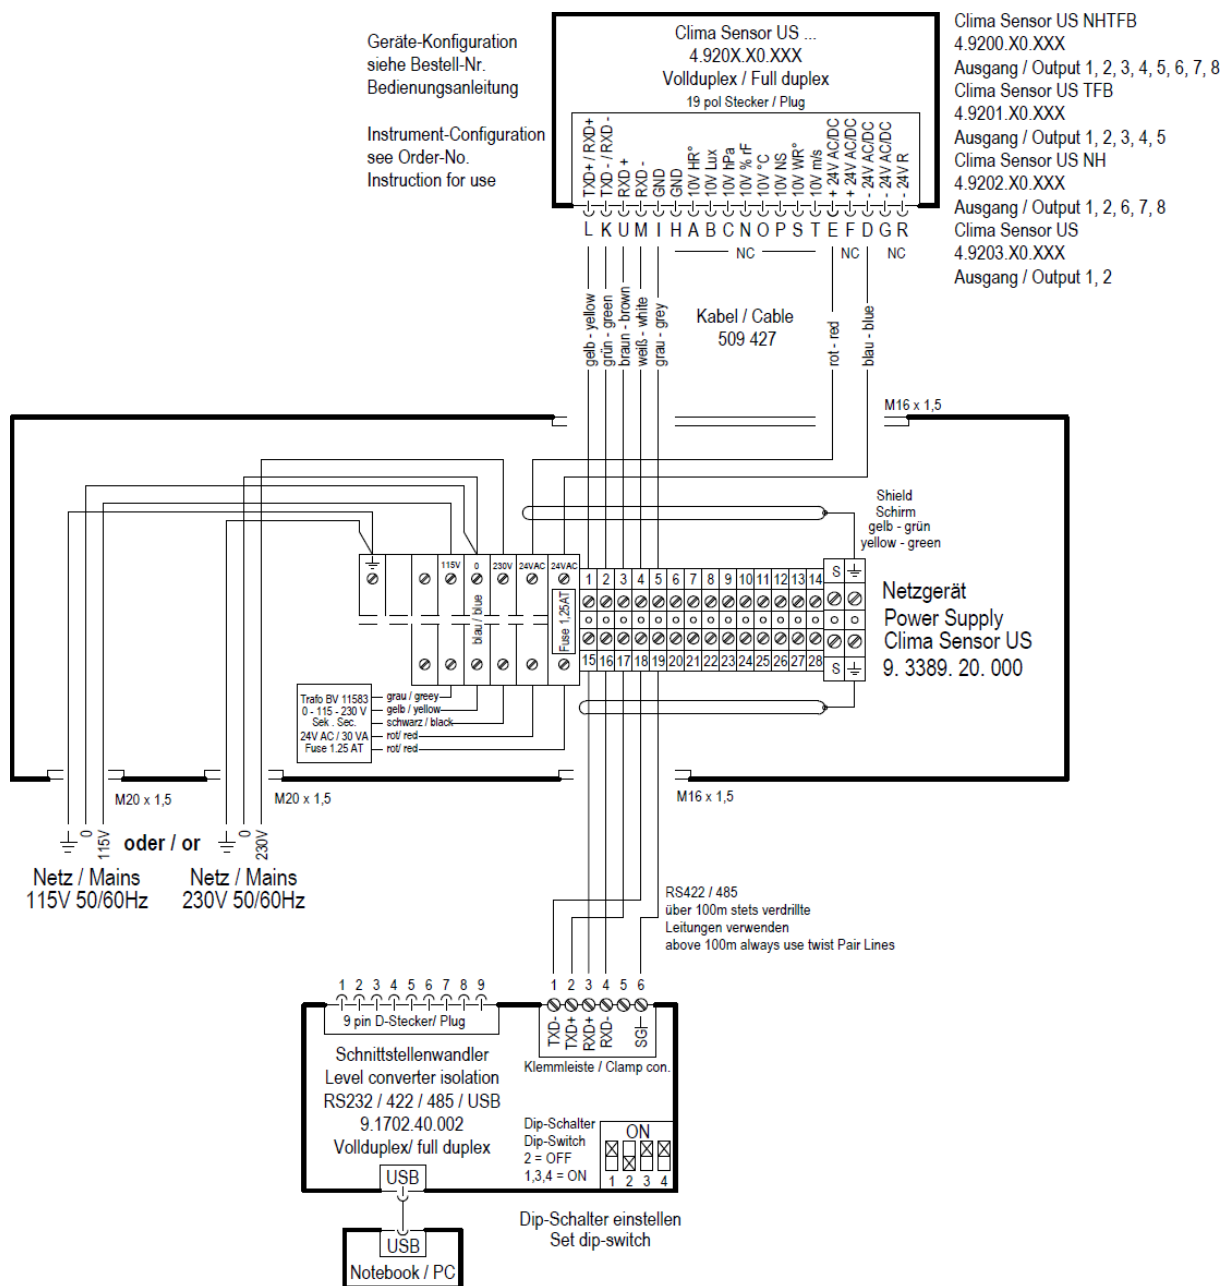 Geräte-Konfiguration
siehe Bestell-Nr.
Bedienungsanleitung
Instrument-Configuration
see Order-No.
Instruction for use
Clima Sensor US ...
4.920X.X0.XXX
Vollduplex / Full duplex
19 pol Stecker / Plug
TXD+ / RXD+
TXD - / RXD -
RXD +
RXD -
GND
GND
10V HR°
10V Lux
10V hPa
10V % rF
10V °C
10V NS
10V WR°
10V m/s
+ 24V AC/DC
+ 24V AC/DC
- 24V AC/DC
- 24V AC/DC
- 24V R
L K U M I H A B C N O P S T E F D G R
NC NC NC
Clima Sensor US NHTFB
4.9200.X0.XXX
Ausgang / Output 1, 2, 3, 4, 5, 6, 7, 8
Clima Sensor US TFB
4.9201.X0.XXX
Ausgang / Output 1, 2, 3, 4, 5
Clima Sensor US NH
4.9202.X0.XXX
Ausgang / Output 1, 2, 6, 7, 8
Clima Sensor US
4.9203.X0.XXX
Ausgang / Output 1, 2
gelb - yellow
grün - green
braun - brown
weiß - white
grau - grey
Kabel / Cable
509 427
rot - red
blau - blue
M16 x 1,5
Shield
Schirm
gelb - grün
yellow - green
115V 0 230V 24VAC 24VAC
blau / blue
Fuse 1,25AT
1 2 3 4 5 6 7 8 9 10 11 12 13 14
S
15 16 17 18 19 20 21 22 23 24 25 26 27 28
S
Netzgerät
Power Supply
Clima Sensor US
9. 3389. 20. 000
Trafo BV 11583
0 - 115 - 230 V
Sek . Sec.
24V AC / 30 VA
Fuse 1.25 AT
grau / greey
gelb / yellow
schwarz / black
rot/ red
rot/ red
M20 x 1,5
M20 x 1,5
M16 x 1,5
0
115V
oder / or
0
230V
Netz / Mains
115V 50/60Hz
Netz / Mains
230V 50/60Hz
RS422 / 485
über 100m stets verdrillte
Leitungen verwenden
above 100m always use twist Pair Lines
1 2 3 4 5 6 7 8 9
9 pin D-Stecker/ Plug
1 2 3 4 5 6
TXD-
TXD+
RXD+
RXD-
SG
Klemmleiste / Clamp con.
Schnittstellenwandler
Level converter isolation
RS232 / 422 / 485 / USB
9.1702.40.002
Vollduplex/ full duplex
Dip-Schalter
Dip-Switch
2 = OFF
1,3,4 = ON
ON
1 2 3 4
USB
Dip-Schalter einstellen
Set dip-switch
USB
Notebook / PC